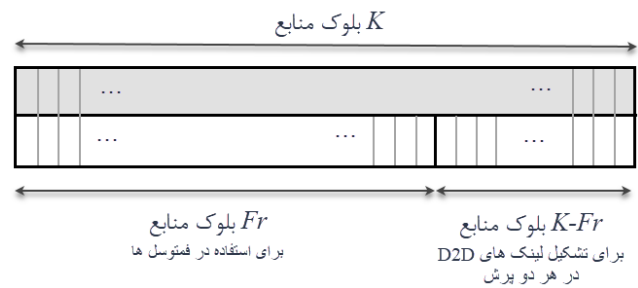 K بلوک منابع
... ...
... ... ...
Fr بلوک منابع
برای استفاده در فمتوسل ها
K-Fr بلوک منابع
برای تشکیل لینک های D2D
در هر دو پرش